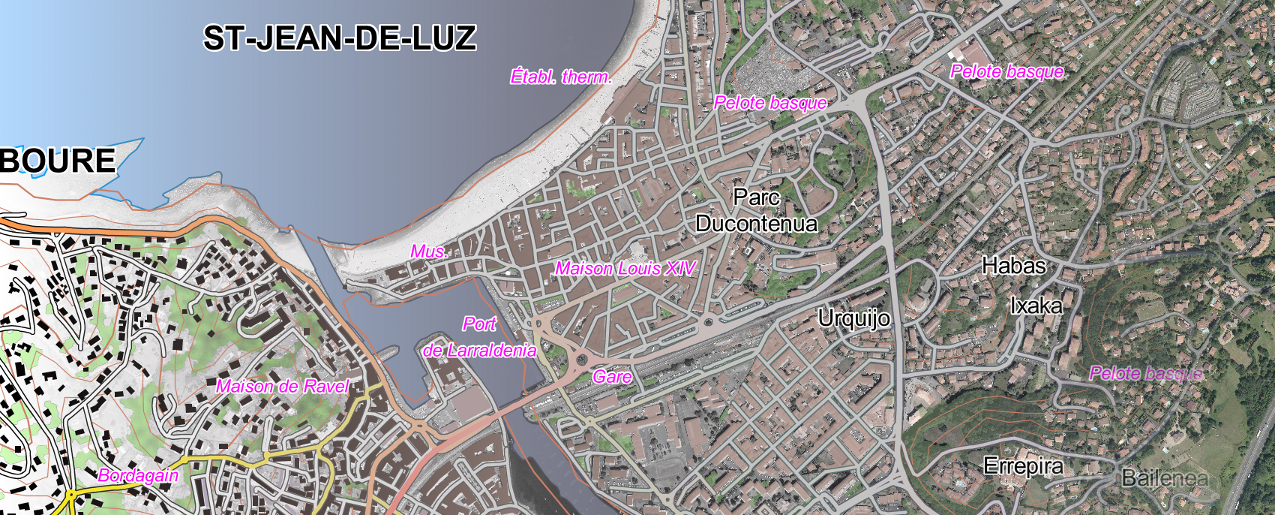 ST-JEAN-DE-LUZ
Établ. therm.
Pelote basque
Pelote basque
BOURE
Parc
Ducontenua
Mus.
Maison Louis XIV
Habas
Ixaka
Urquijo
Port
de Larraldenia
Gare
Maison de Ravel
Pelote basque
Bordagain
Errepira
Bailenea